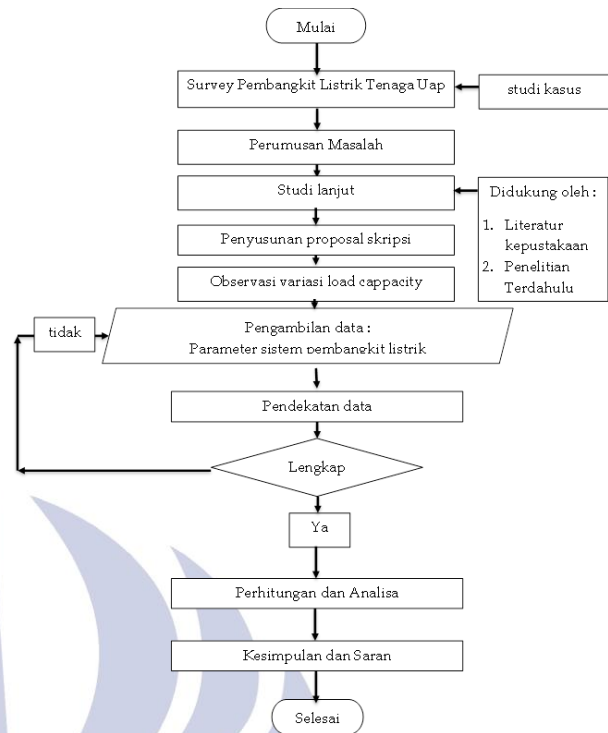 Mulai
Survey Pembangkit Listrik Tenaga Uap
studi kasus
Perumusan Masalah
Studi lanjut
Didukung oleh :
1. Literatur
kepustakaan
2. Penelitian
Terdahulu
Penyusunan proposal skripsi
Observasi variasi load cappacity
tidak
Pengambilan data :
Parameter sistem pembangkit listrik
Pendekatan data
Lengkap
Ya
Perhitungan dan Analisa
Kesimpulan dan Saran
Selesai